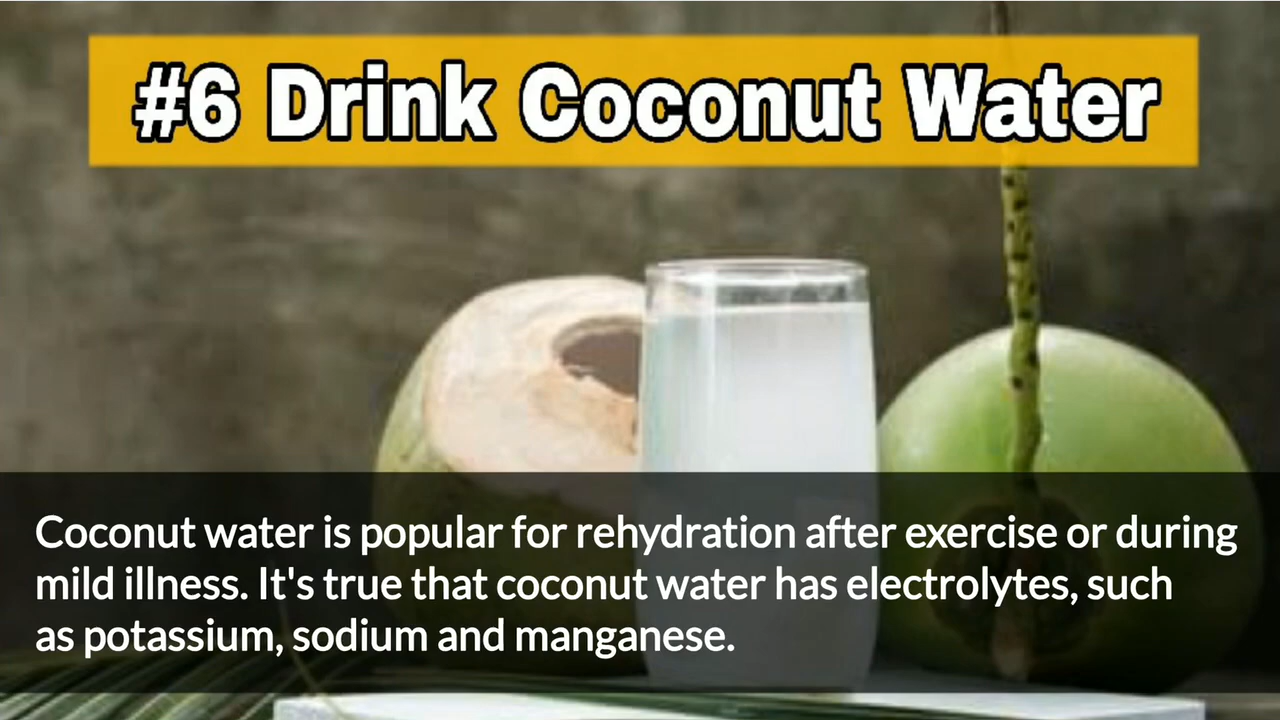 #6 Drink Coconut Water
Coconut water is popular for rehydration after exercise or during
mild illness. It's true that coconut water has electrolytes, such
as potassium, sodium and manganese.